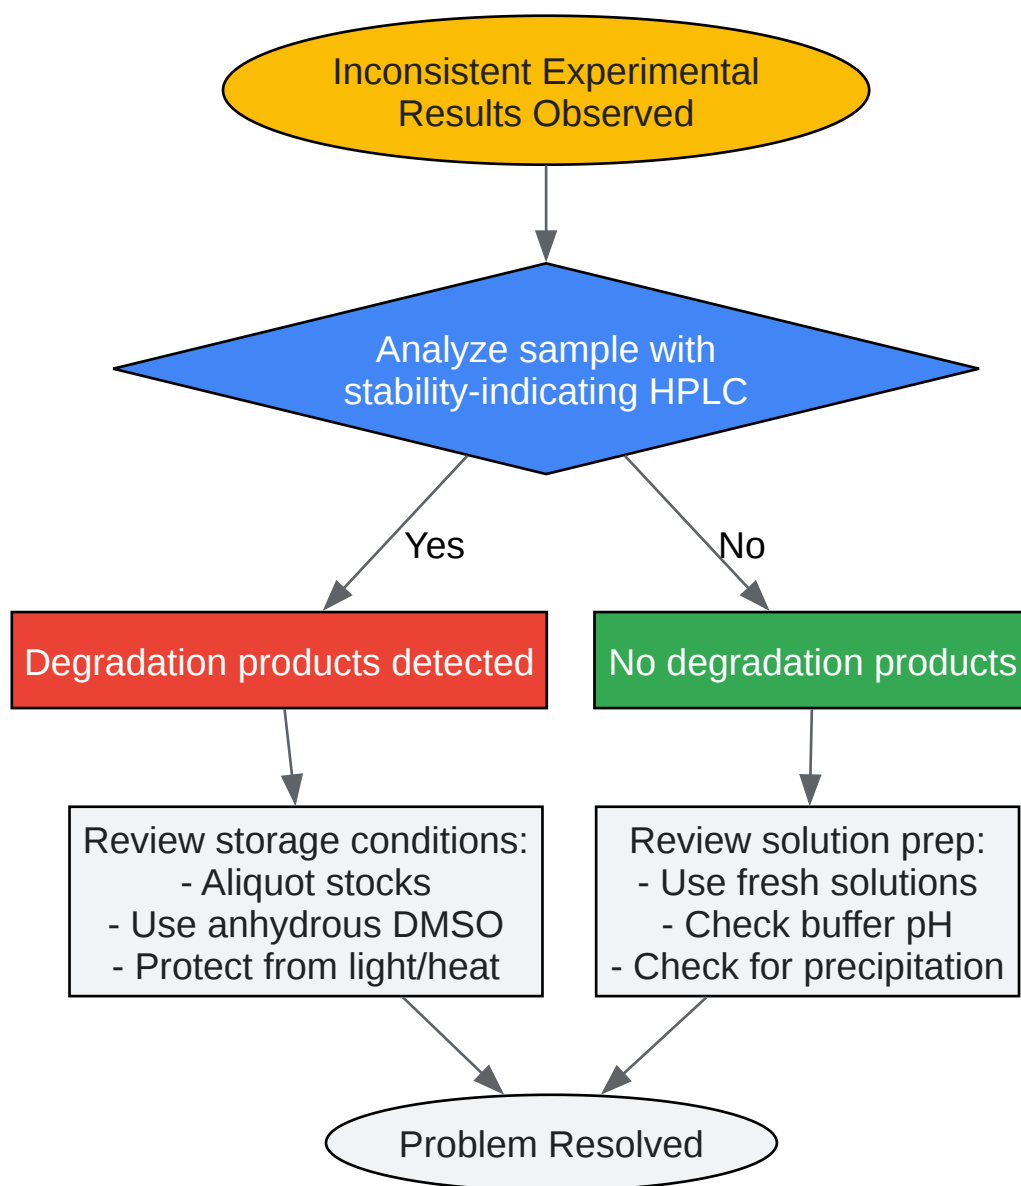 Inconsistent Experimental
Results Observed
Analyze sample with
stability-indicating HPLC
Yes
No
Degradation products detected
No degradation products
Review storage conditions:
- Aliquot stocks
- Use anhydrous DMSO
- Protect from light/heat
Review solution prep:
- Use fresh solutions
- Check buffer pH
- Check for precipitation
Problem Resolved